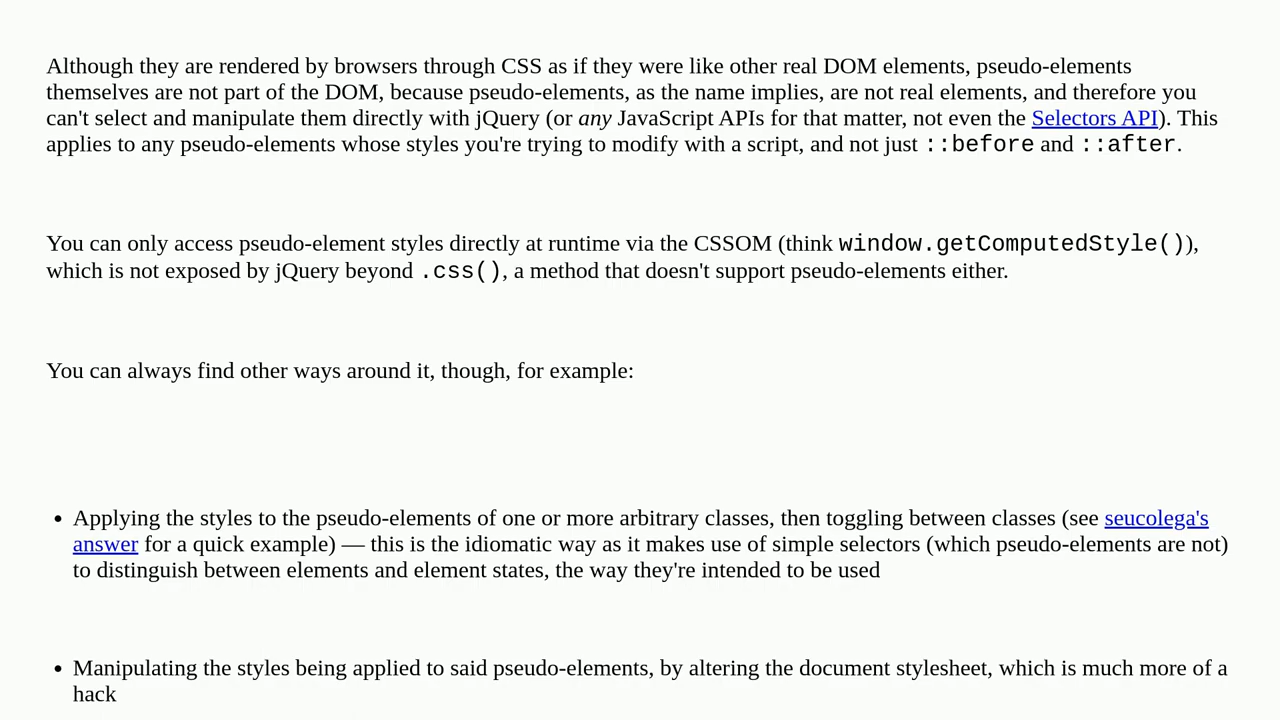 Although they are rendered by browsers through CSS as if they were like other real DOM elements, pseudo-elements
themselves are not part of the DOM, because pseudo-elements, as the name implies, are not real elements, and therefore you
can't select and manipulate them directly with jQuery (or any JavaScript APIs for that matter, not even the Selectors API). This
applies to any pseudo-elements whose styles you're trying to modify with a script, and not just ::before and ::after.
You can only access pseudo-element styles directly at runtime via the CSSOM (think window.getComputedStyle()),
which is not exposed by jQuery beyond .css(), a method that doesn't support pseudo-elements either.
You can always find other ways around it, though, for example:
• Applying the styles to the pseudo-elements of one or more arbitrary classes, then toggling between classes (see seucolega's
answer for a quick example) — this is the idiomatic way as it makes use of simple selectors (which pseudo-elements are not)
to distinguish between elements and element states, the way they're intended to be used
• Manipulating the styles being applied to said pseudo-elements, by altering the document stylesheet, which is much more of a
hack